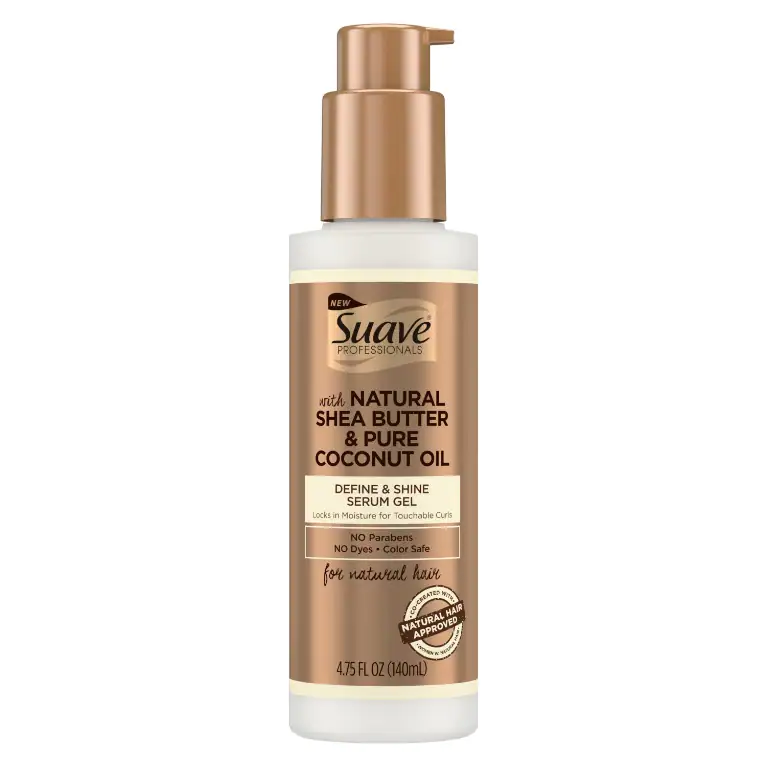 NEW
Suave®
PROFESSIONALS
with NATURAL
SHEA BUTTER
& PURE
COCONUT OIL
DEFINE & SHINE
SERUM GEL
Locks in Moisture for Touchable Curls
NO Parabens
NO Dyes • Color Safe
for natural hair
• CO-CREATED WITH •
NATURAL HAIR
APPROVED
4.75 FL OZ (140mL)